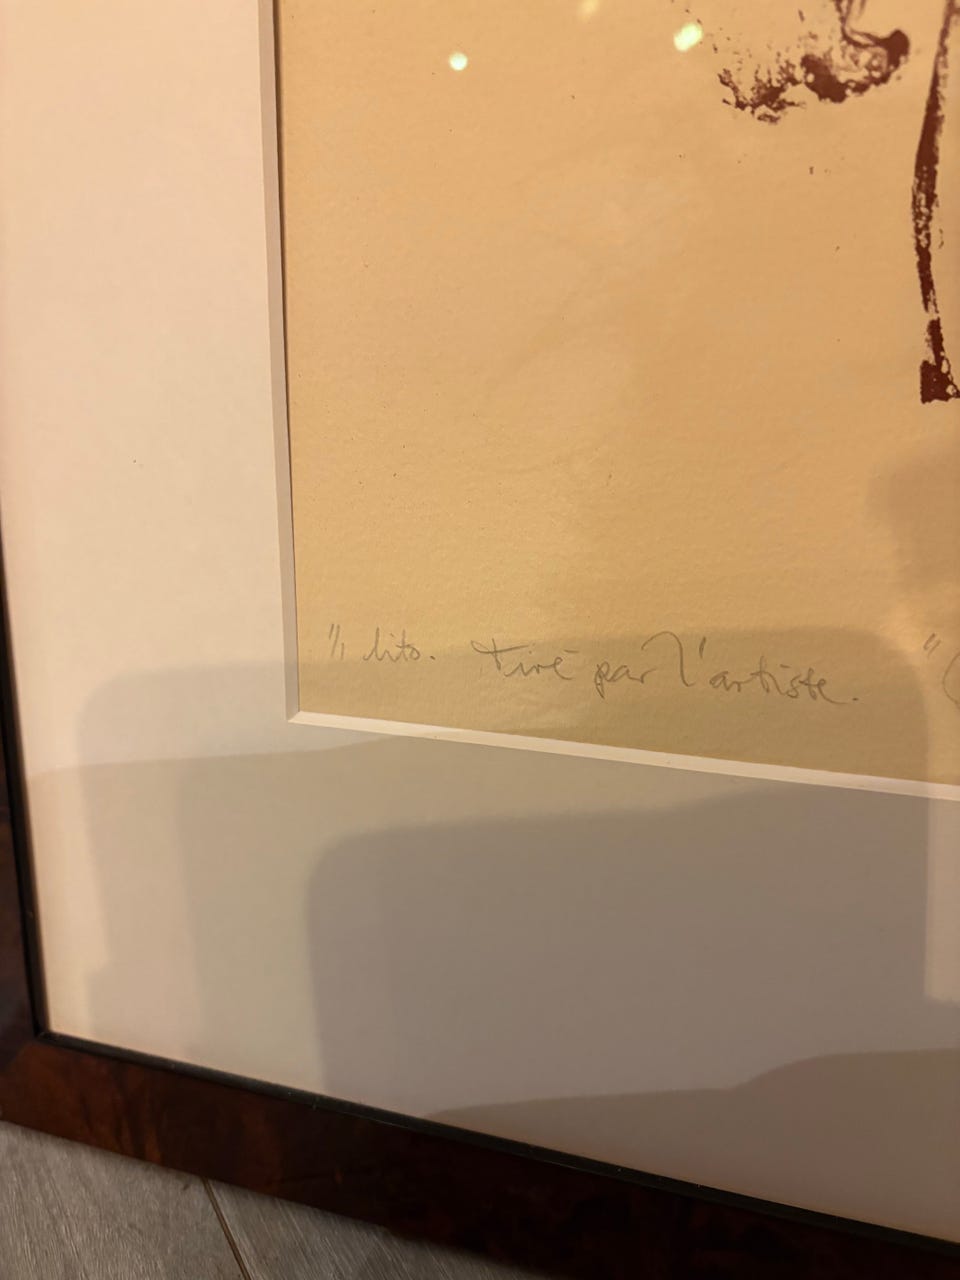 1/1 lito. tiré par l'artiste. "